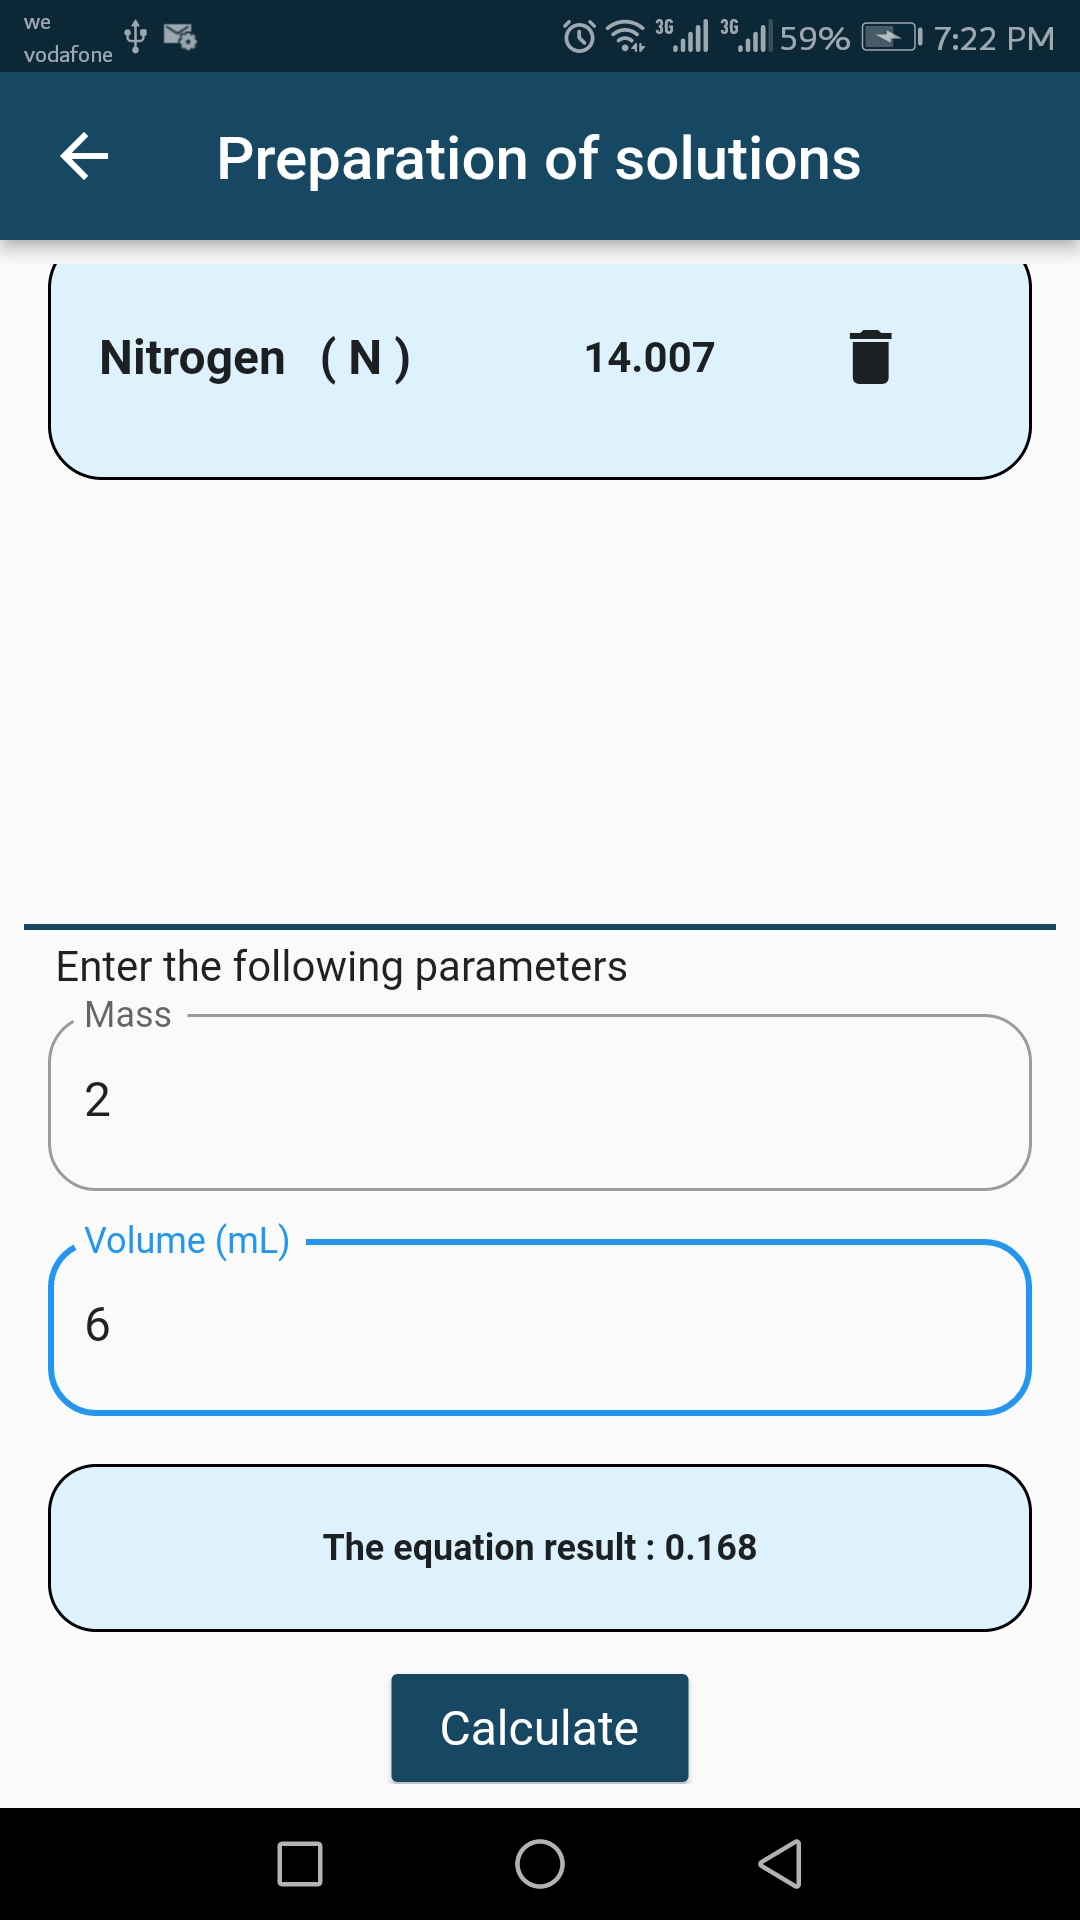 we
vodafone
3G 3G 59% 7:22 PM
Preparation of solutions
Nitrogen ( N ) 14.007
Enter the following parameters
Mass
2
Volume (mL)
6
The equation result : 0.168
Calculate